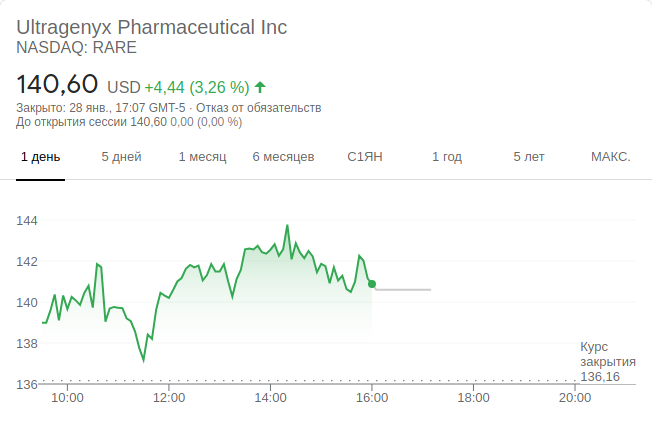 Ultragenyx Pharmaceutical Inc
NASDAQ: RARE
140,60 USD +4,44 (3,26 %)
Закрыто: 28 янв., 17:07 GMT-5 · Отказ от обязательств
До открытия сессии 140,60 0,00 (0,00 %)
1 день 5 дней 1 месяц 6 месяцев С1ЯН 1 год 5 лет МАКС.
144
142
140
138
136
Курс
закрытия
136,16
10:00 12:00 14:00 16:00 18:00 20:00